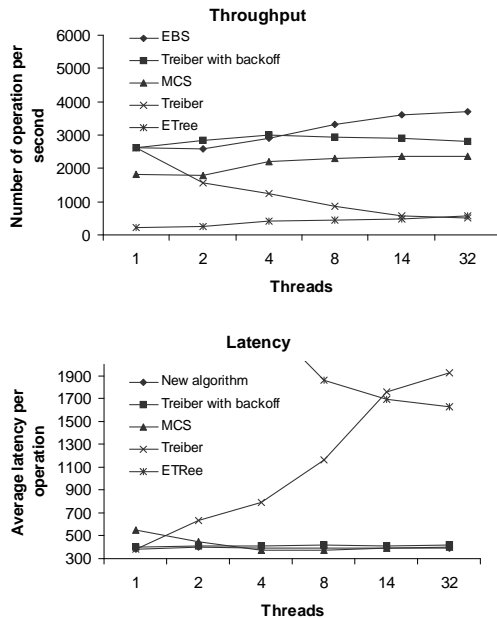 Throughput
Number of operation per
second
6000
5000
4000
3000
2000
1000
0
EBS
Treiber with backoff
MCS
Treiber
ETree
1 2 4 8 14 32
Threads
Latency
Average latency per
operation
1900
1700
1500
1300
1100
900
700
500
300
New algorithm
Treiber with backoff
MCS
Treiber
ETRee
1 2 4 8 14 32
Threads